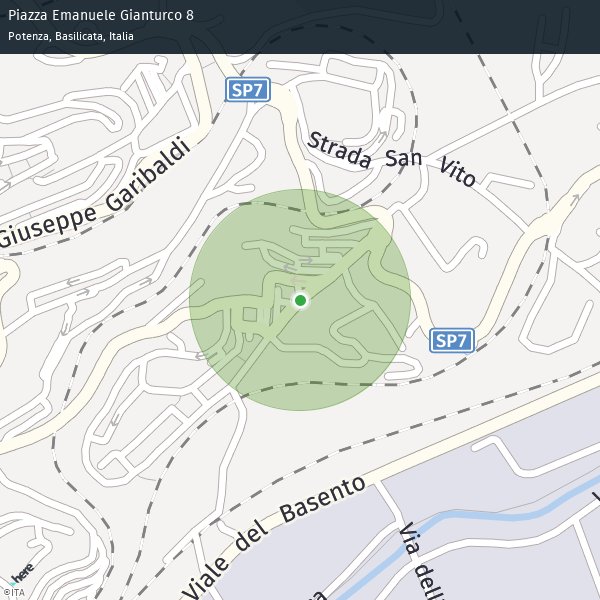 Piazza Emanuele Gianturco 8
Potenza, Basilicata, Italia
SP7
Strada San Vito
Giuseppe Garibaldi
SP7
Viale del Basento
Via dell
here
©ITA